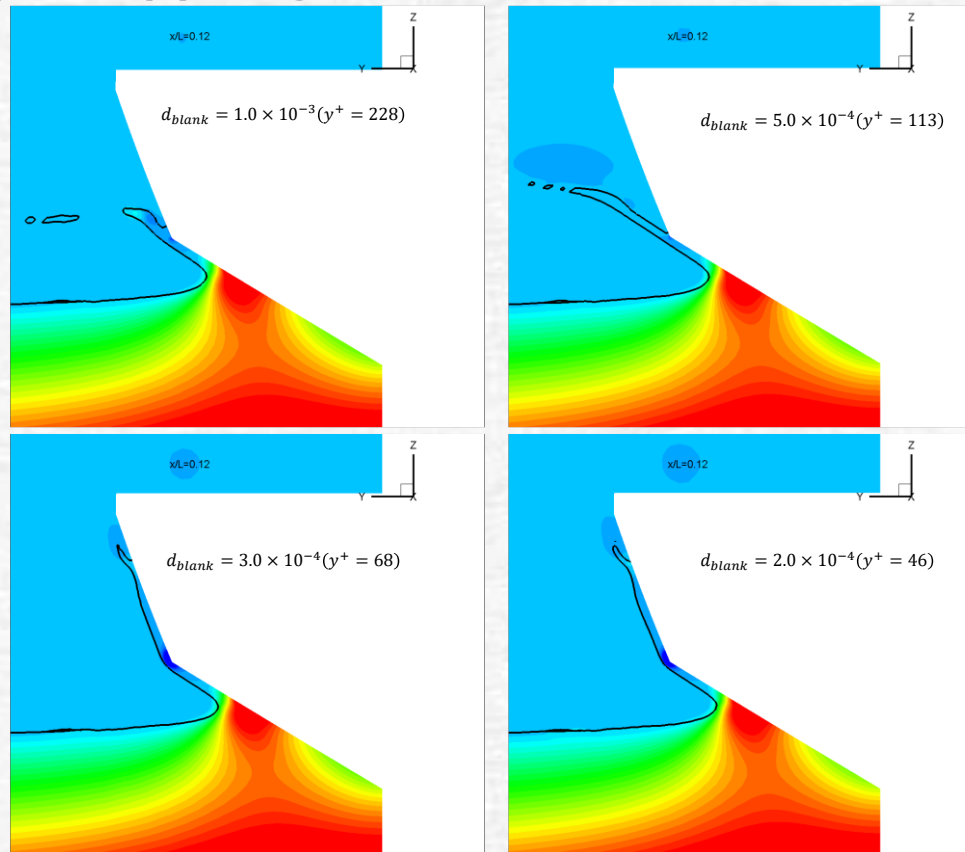 x/L=0.12
Z
Y
X
d_blank = 1.0 × 10⁻³(y⁺ = 228)
x/L=0.12
Z
Y
X
d_blank = 5.0 × 10⁻⁴(y⁺ = 113)
x/L=0.12
Z
Y
X
d_blank = 3.0 × 10⁻⁴(y⁺ = 68)
x/L=0.12
Z
Y
X
d_blank = 2.0 × 10⁻⁴(y⁺ = 46)